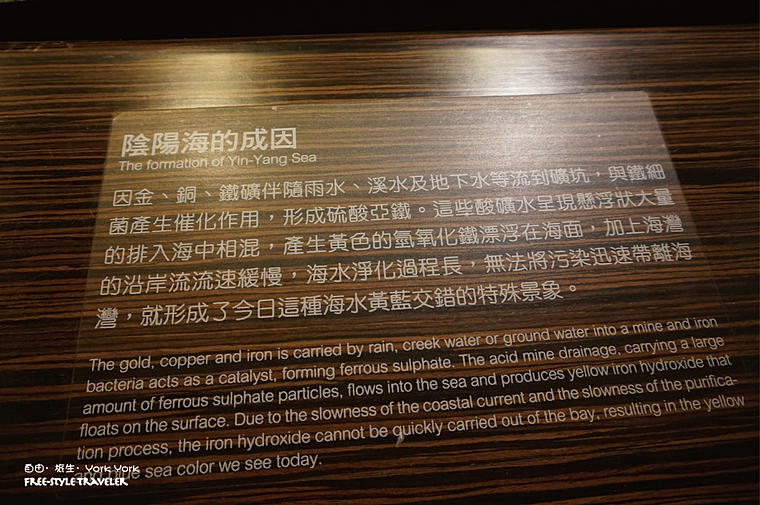 陰陽海的成因
The formation of Yin-Yang Sea
因金、銅、鐵礦伴隨雨水、溪水及地下水等流到礦坑，與鐵細
菌產生催化作用，形成硫酸亞鐵。這些酸礦水呈現懸浮狀大量
的排入海中相混，產生黃色的氫氧化鐵漂浮在海面，加上海灣
的沿岸流流速緩慢，海水淨化過程長，無法將污染迅速帶離海
灣，就形成了今日這種海水黃藍交錯的特殊景象。
The gold, copper and iron is carried by rain, creek water or ground water into a mine and iron
bacteria acts as a catalyst, forming ferrous sulphate. The acid mine drainage, carrying a large
amount of ferrous sulphate particles, flows into the sea and produces yellow iron hydroxide that
floats on the surface. Due to the slowness of the coastal current and the slowness of the purifica-
tion process, the iron hydroxide cannot be quickly carried out of the bay, resulting in the yellow
and blue sea color we see today.
自由·旅生·York York
FREE-STYLE TRAVELER